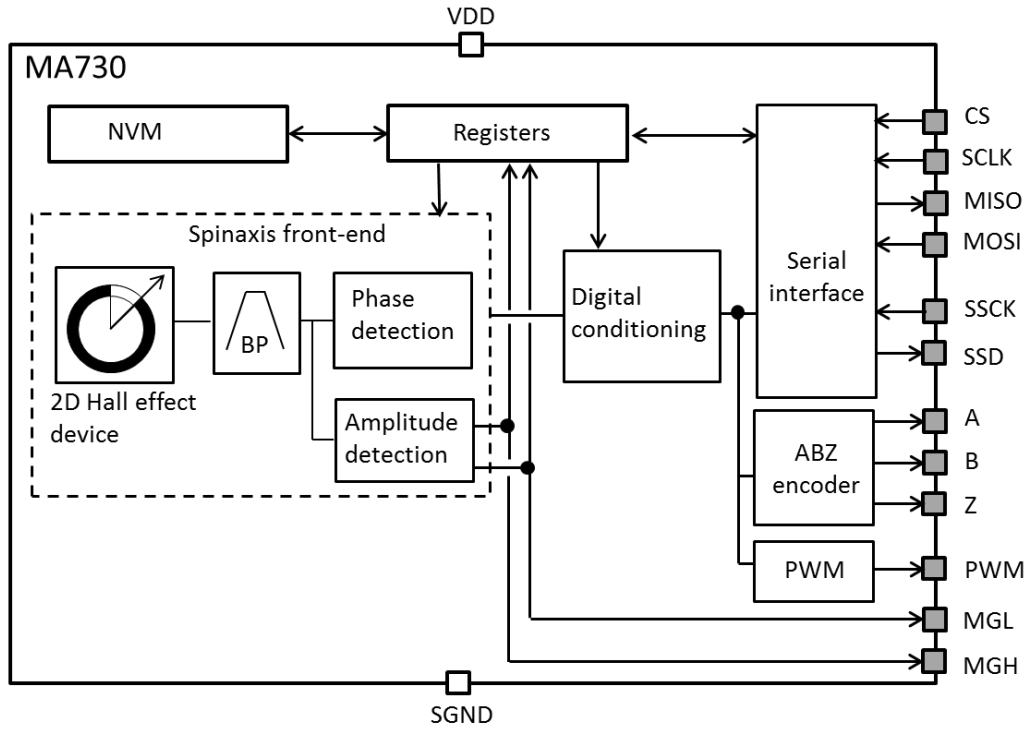 VDD
MA730
NVM
Registers
CS
SCLK
MISO
MOSI
SSCK
SSD
Serial
interface
Spinaxis front-end
Phase
detection
BP
2D Hall effect
device
Amplitude
detection
Digital
conditioning
ABZ
encoder
A
B
Z
PWM
PWM
MGL
MGH
SGND